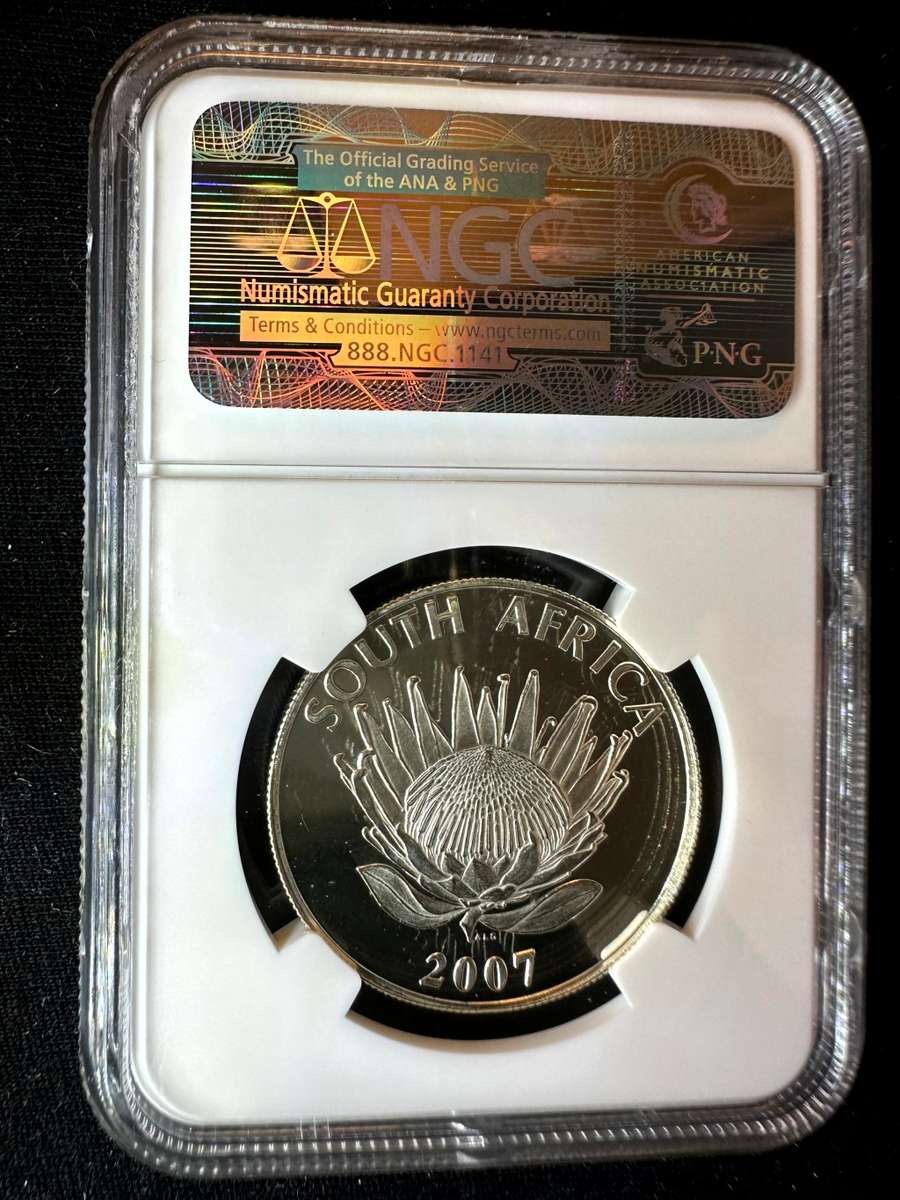 The Official Grading Service
of the ANA & PNG
NGC
Numismatic Guaranty Corporation
Terms & Conditions – www.ngcterms.com
888.NGC.1141
AMERICAN
NUMISMATIC
ASSOCIATION
P·N·G
SOUTH AFRICA
ALS
2007